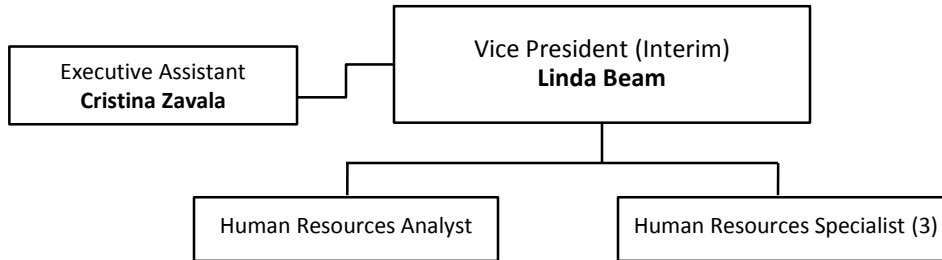 Vice President (Interim)
Linda Beam
Executive Assistant
Cristina Zavala
Human Resources Analyst
Human Resources Specialist (3)